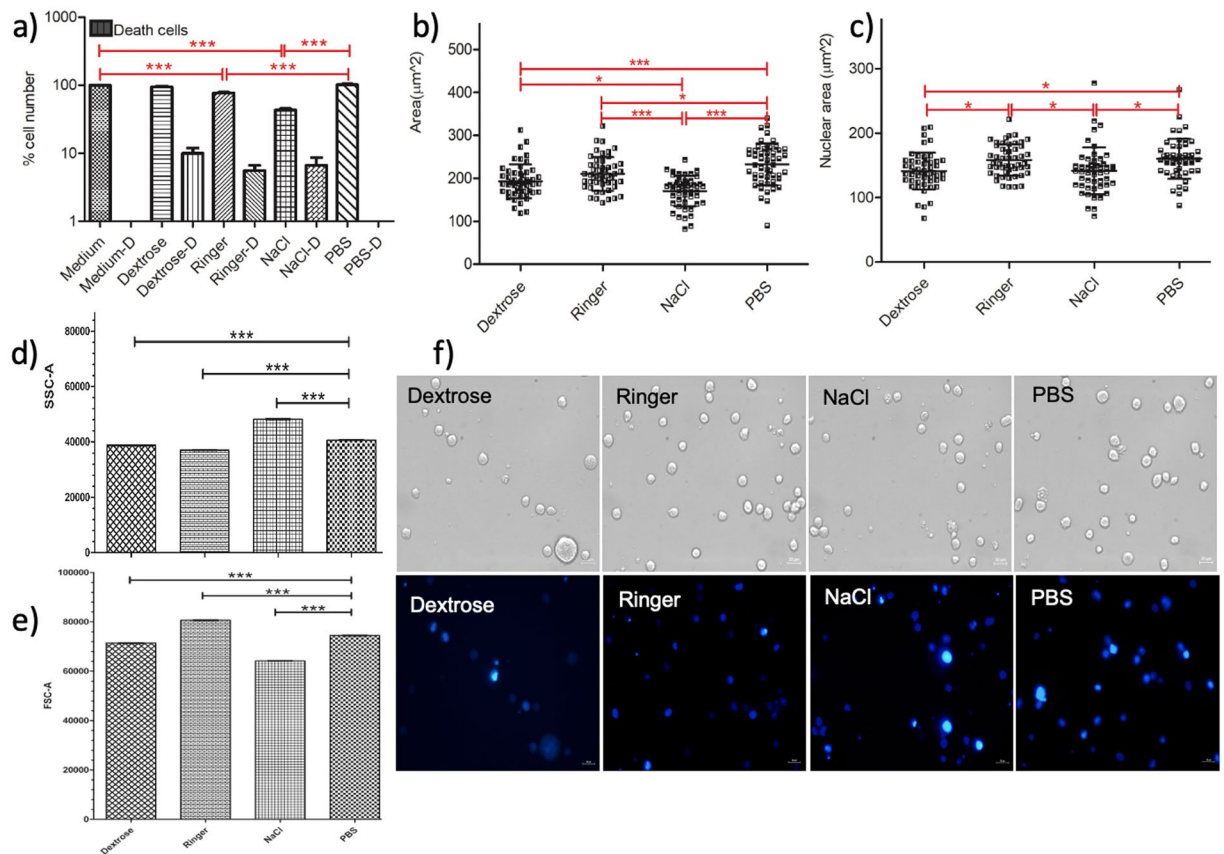 a)
1000
100
10
1
% cell number
Death cells
***
***
***
***
Medium
Medium-D
Dextrose
Dextrose-D
Ringer
Ringer-D
NaCl
NaCl-D
PBS
PBS-D
b)
500
400
300
200
100
0
Area(μm^2)
***
*
*
***
***
Dextrose
Ringer
NaCl
PBS
c)
300
200
100
0
Nuclear area (μm^2)
*
*
*
*
Dextrose
Ringer
NaCl
PBS
d)
80000
60000
40000
20000
0
SSC-A
***
***
***
e)
100000
80000
60000
40000
20000
0
FSC-A
***
***
***
Dextrose
Ringer
NaCl
PBS
f)
Dextrose
Ringer
NaCl
PBS
Dextrose
Ringer
NaCl
PBS